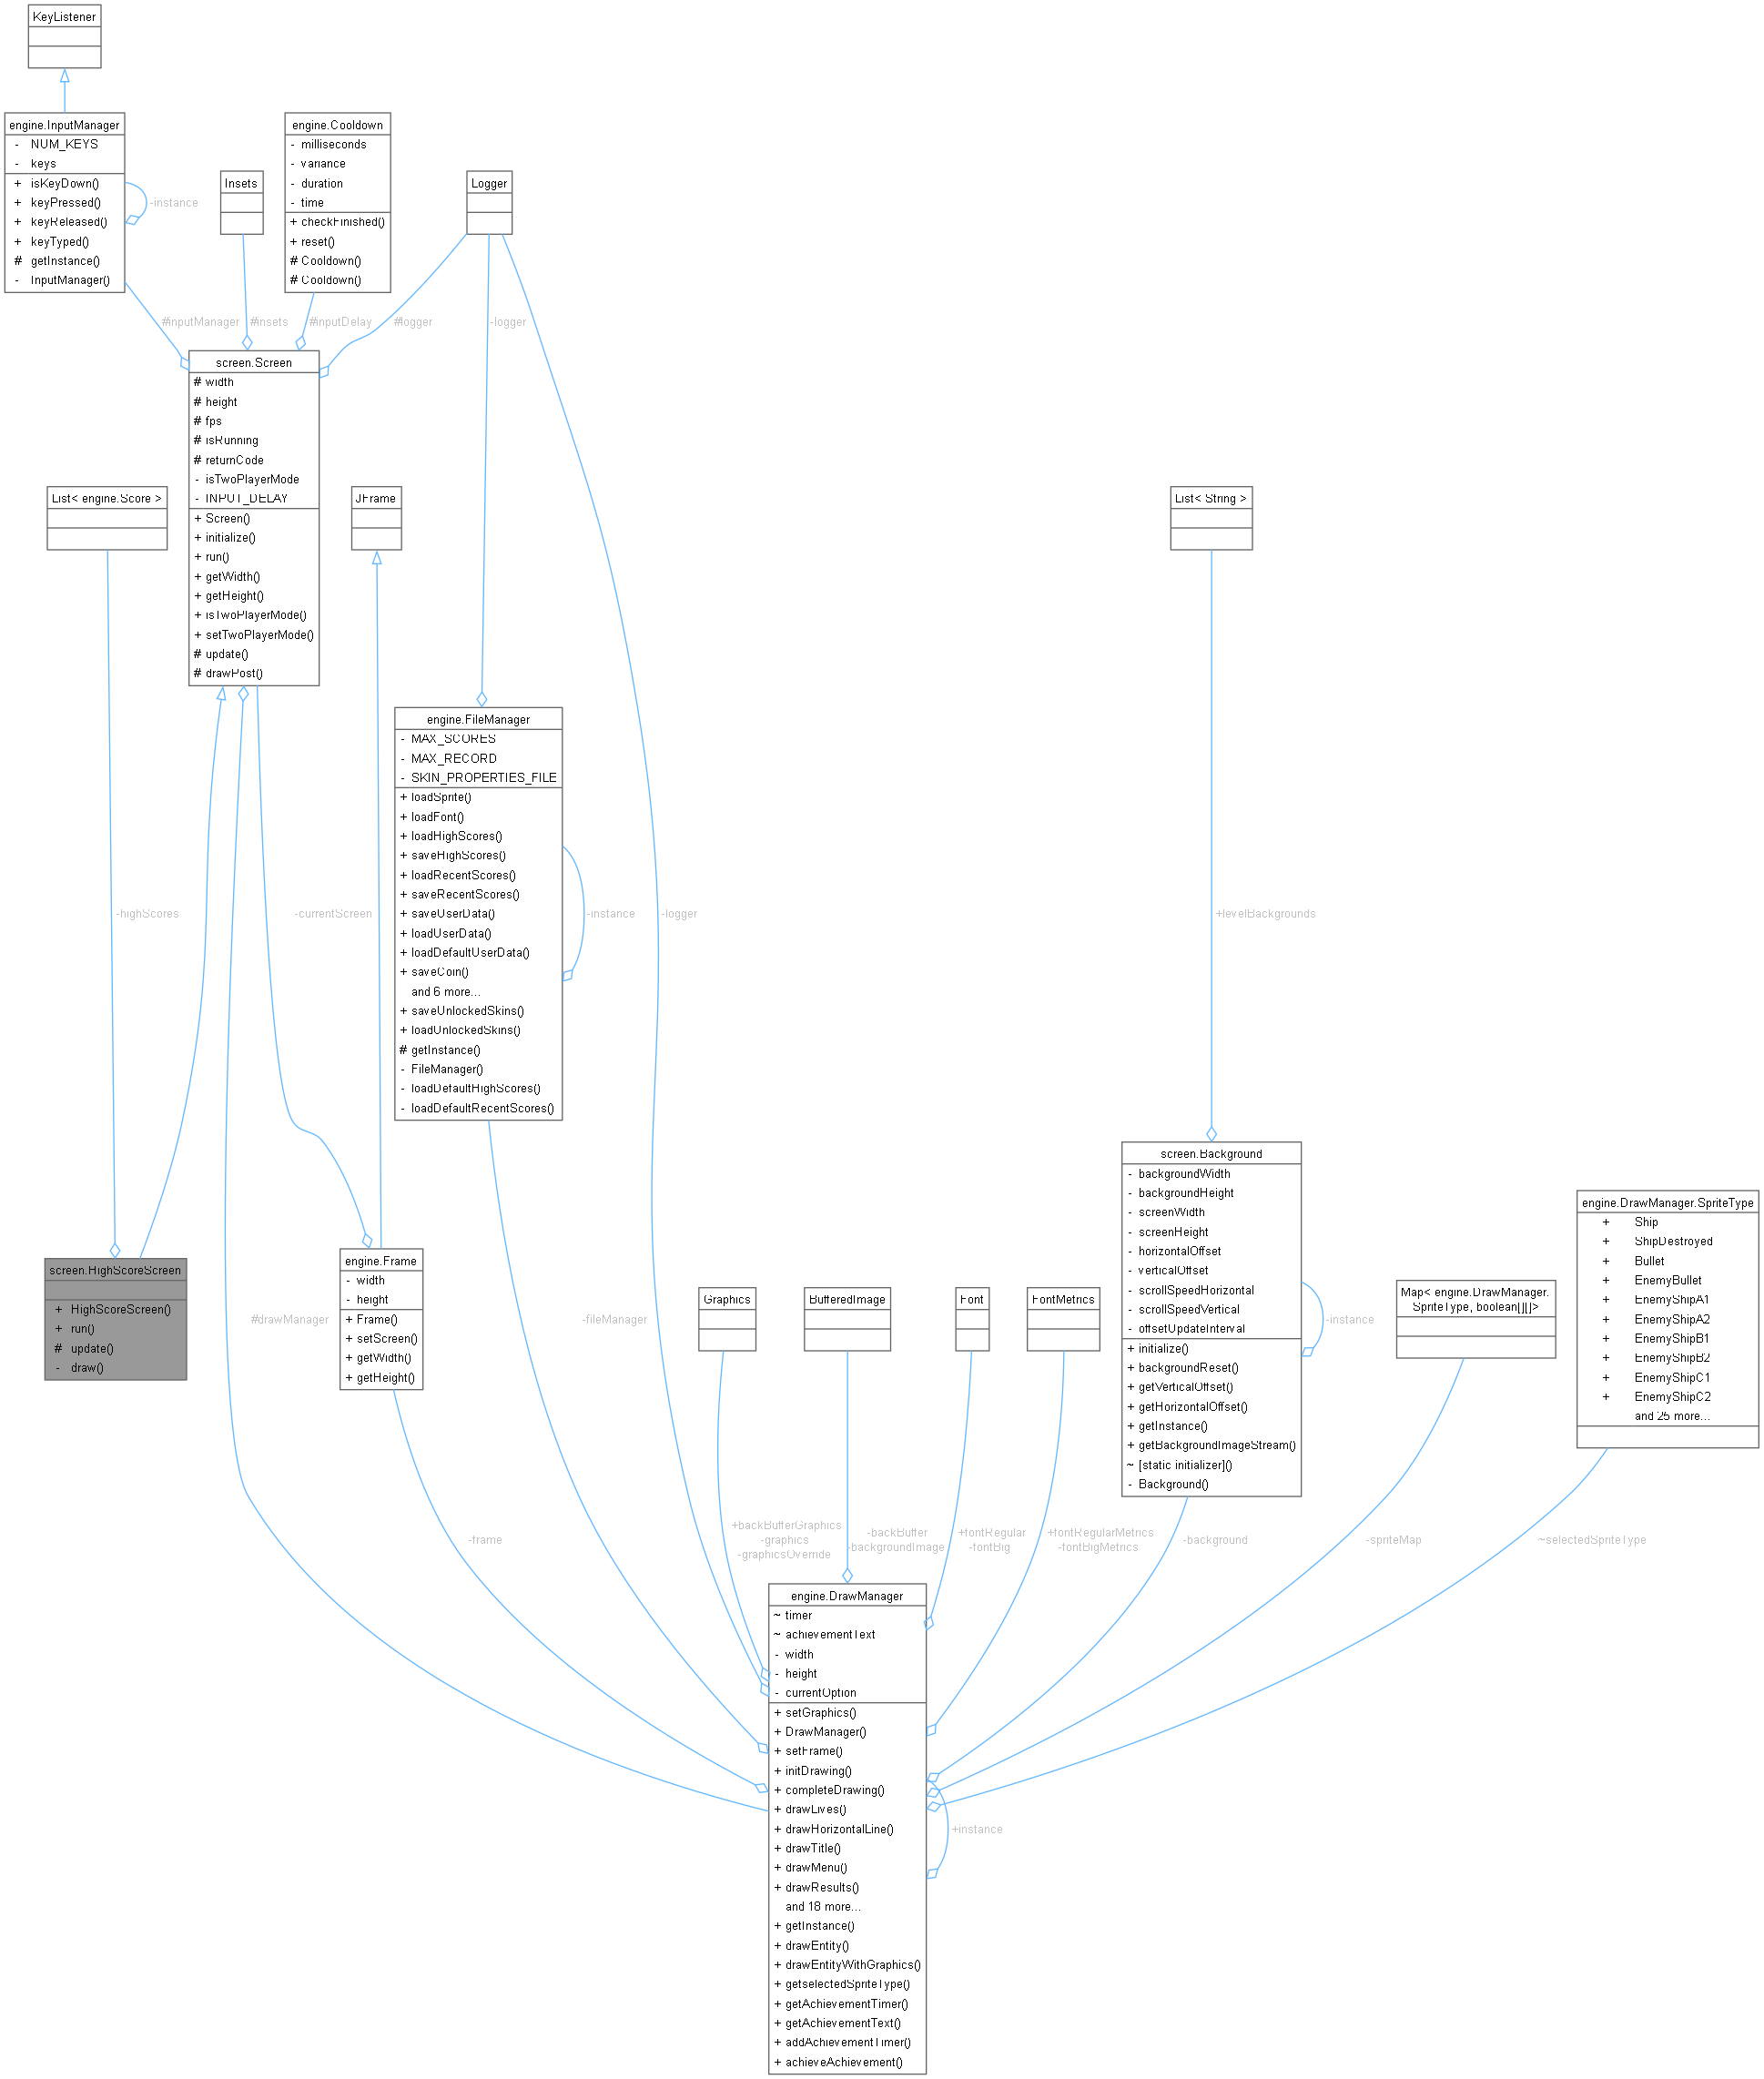 KeyListener
engine.InputManager
- NUM_KEYS
- keys
+ isKeyDown()
+ keyPressed()
+ keyReleased()
+ keyTyped()
# getInstance()
- InputManager()
-instance
Insets
engine.Cooldown
- milliseconds
- variance
- duration
- time
+ checkFinished()
+ reset()
# Cooldown()
# Cooldown()
Logger
#inputManager
#insets
#inputDelay
#logger
-logger
screen.Screen
# width
# height
# fps
# isRunning
# returnCode
- isTwoPlayerMode
- INPUT_DELAY
+ Screen()
+ initialize()
+ run()
+ getWidth()
+ getHeight()
+ isTwoPlayerMode()
+ setTwoPlayerMode()
# update()
# drawPost()
List< engine.Score >
JFrame
List< String >
engine.FileManager
- MAX_SCORES
- MAX_RECORD
- SKIN_PROPERTIES_FILE
+ loadSprite()
+ loadFont()
+ loadHighScores()
+ saveHighScores()
+ loadRecentScores()
+ saveRecentScores()
+ saveUserData()
+ loadUserData()
+ loadDefaultUserData()
+ saveCoin()
and 6 more...
+ saveUnlockedSkins()
+ loadUnlockedSkins()
# getInstance()
- FileManager()
- loadDefaultHighScores()
- loadDefaultRecentScores()
-highScores
-currentScreen
-instance
-logger
+levelBackgrounds
screen.Background
- backgroundWidth
- backgroundHeight
- screenWidth
- screenHeight
- horizontalOffset
- verticalOffset
- scrollSpeedHorizontal
- scrollSpeedVertical
- offsetUpdateInterval
+ initialize()
+ backgroundReset()
+ getVerticalOffset()
+ getHorizontalOffset()
+ getInstance()
+ getBackgroundImageStream()
~ [static initializer]()
- Background()
-instance
engine.DrawManager.SpriteType
+ Ship
+ ShipDestroyed
+ Bullet
+ EnemyBullet
+ EnemyShipA1
+ EnemyShipA2
+ EnemyShipB1
+ EnemyShipB2
+ EnemyShipC1
+ EnemyShipC2
and 25 more...
screen.HighScoreScreen
+ HighScoreScreen()
+ run()
# update()
- draw()
engine.Frame
- width
- height
+ Frame()
+ setScreen()
+ getWidth()
+ getHeight()
#drawManager
-fileManager
Graphics
BufferedImage
Font
FontMetrics
Map< engine.DrawManager.
SpriteType, boolean[][]>
-frame
+backBufferGraphics
-graphics
-graphicsOverride
-backBuffer
-backgroundImage
+fontRegular
-fontBig
+fontRegularMetrics
-fontBigMetrics
-background
-spriteMap
~selectedSpriteType
engine.DrawManager
~ timer
~ achievementText
- width
- height
- currentOption
+ setGraphics()
+ DrawManager()
+ setFrame()
+ initDrawing()
+ completeDrawing()
+ drawLives()
+ drawHorizontalLine()
+ drawTitle()
+ drawMenu()
+ drawResults()
and 18 more...
+ getInstance()
+ drawEntity()
+ drawEntityWithGraphics()
+ getselectedSpriteType()
+ getAchievementTimer()
+ getAchievementText()
+ addAchievementTimer()
+ achieveAchievement()
+instance